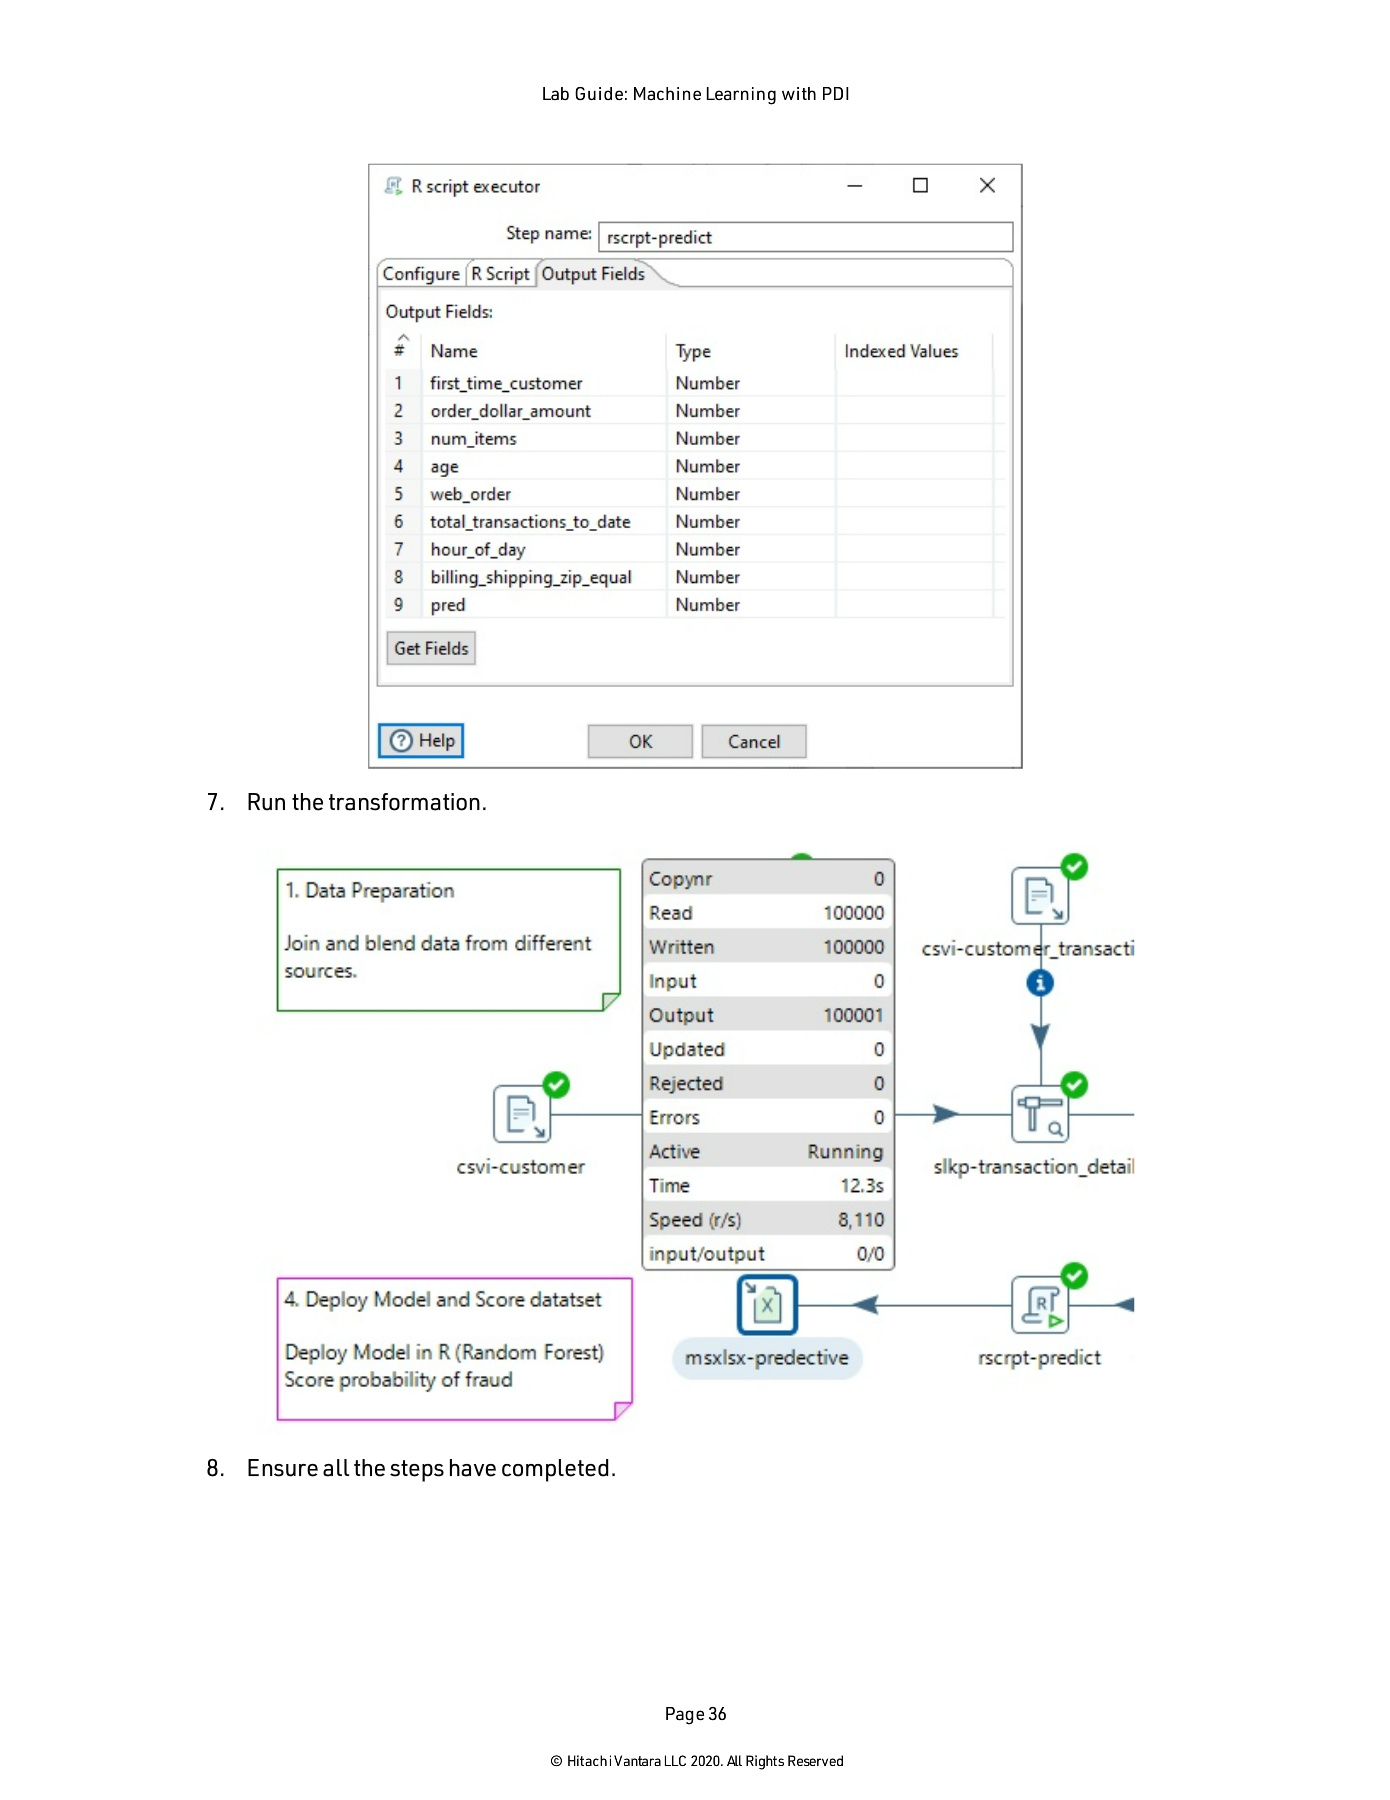 Lab Guide: Machine Learning with PDI
R script executor
Step name: rscrpt-predict
Configure R Script Output Fields
Output Fields:
# Name Type Indexed Values
1 first_time_customer Number
2 order_dollar_amount Number
3 num_items Number
4 age Number
5 web_order Number
6 total_transactions_to_date Number
7 hour_of_day Number
8 billing_shipping_zip_equal Number
9 pred Number
Get Fields
Help OK Cancel
7. Run the transformation.
1. Data Preparation
Join and blend data from different
sources.
Copynr 0
Read 100000
Written 100000
Input 0
Output 100001
Updated 0
Rejected 0
Errors 0
Active Running
Time 12.3s
Speed (r/s) 8,110
input/output 0/0
csvi-customer_transacti
csvi-customer
slkp-transaction_detail
4. Deploy Model and Score datatset
Deploy Model in R (Random Forest)
Score probability of fraud
msxlsx-predective
rscrpt-predict
8. Ensure all the steps have completed.
Page 36
© Hitachi Vantara LLC 2020. All Rights Reserved